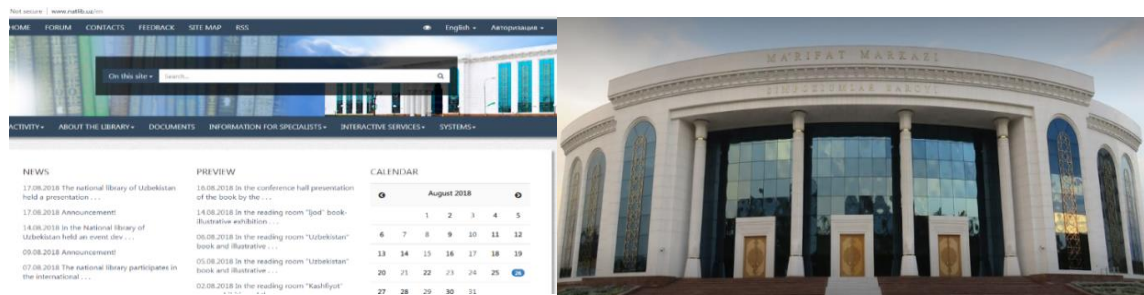 Not secure | www.natlib.uz/en
HOME FORUM CONTACTS FEEDBACK SITE MAP RSS English Авторизация
On this site Search...
ACTIVITY ABOUT THE LIBRARY DOCUMENTS INFORMATION FOR SPECIALISTS INTERACTIVE SERVICES SYSTEMS
NEWS
17.08.2018 The national library of Uzbekistan
held a presentation . . .
17.08.2018 Announcement!
14.08.2018 In the National library of
Uzbekistan held an event dev . . .
09.08.2018 Announcement!
07.08.2018 The national library participates in
the international . . .
PREVIEW
16.08.2018 In the conference hall presentation
of the book by the . . .
14.08.2018 In the reading room "Ijod" book-
illustrative exhibition . . .
06.08.2018 In the reading room "Uzbekistan"
book and illustrative . . .
05.08.2018 In the reading room "Uzbekistan"
book and illustrative . . .
02.08.2018 In the reading room "Kashfiyot"
CALENDAR
August 2018
1 2 3 4 5
6 7 8 9 10 11 12
13 14 15 16 17 18 19
20 21 22 23 24 25 26
27 28 29 30 31
MA'RIFAT MARKAZI
SIMPOZIUMLAR SAROYI